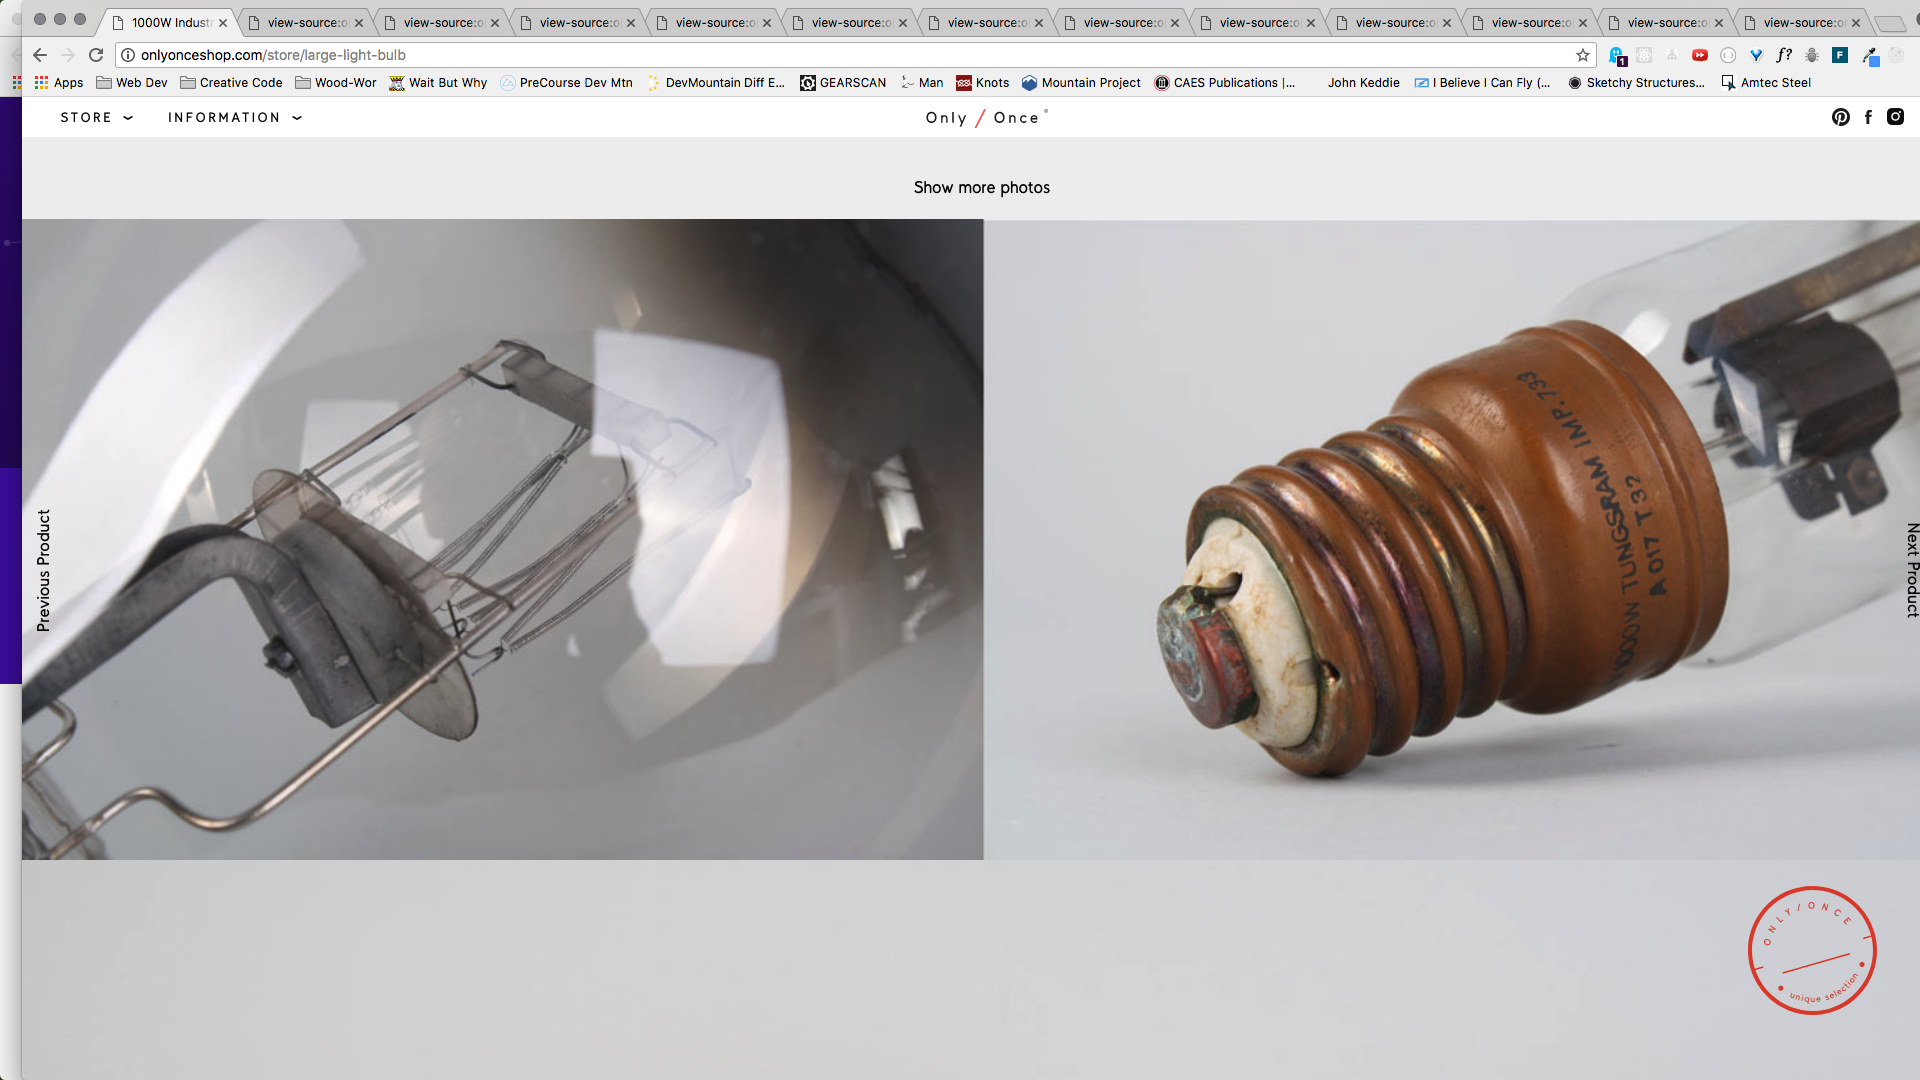 1000W Indust
view-source:o
view-source:o
view-source:o
view-source:o
view-source:o
view-source:o
view-source:o
view-source:o
view-source:o
view-source:o
view-source:o
view-source:o
onlyonceshop.com/store/large-light-bulb
1
f?
F
Apps
Web Dev
Creative Code
Wood-Wor
Wait But Why
PreCourse Dev Mtn
DevMountain Diff E...
GEARSCAN
Man
Knots
Mountain Project
CAES Publications |...
John Keddie
I Believe I Can Fly (...
Sketchy Structures...
Amtec Steel
STORE
INFORMATION
Only / Once
Show more photos
Previous Product
Next Product
1000W TUNGSRAM IMP.733
A 017 T 32
ONLY/ONCE
unique selection